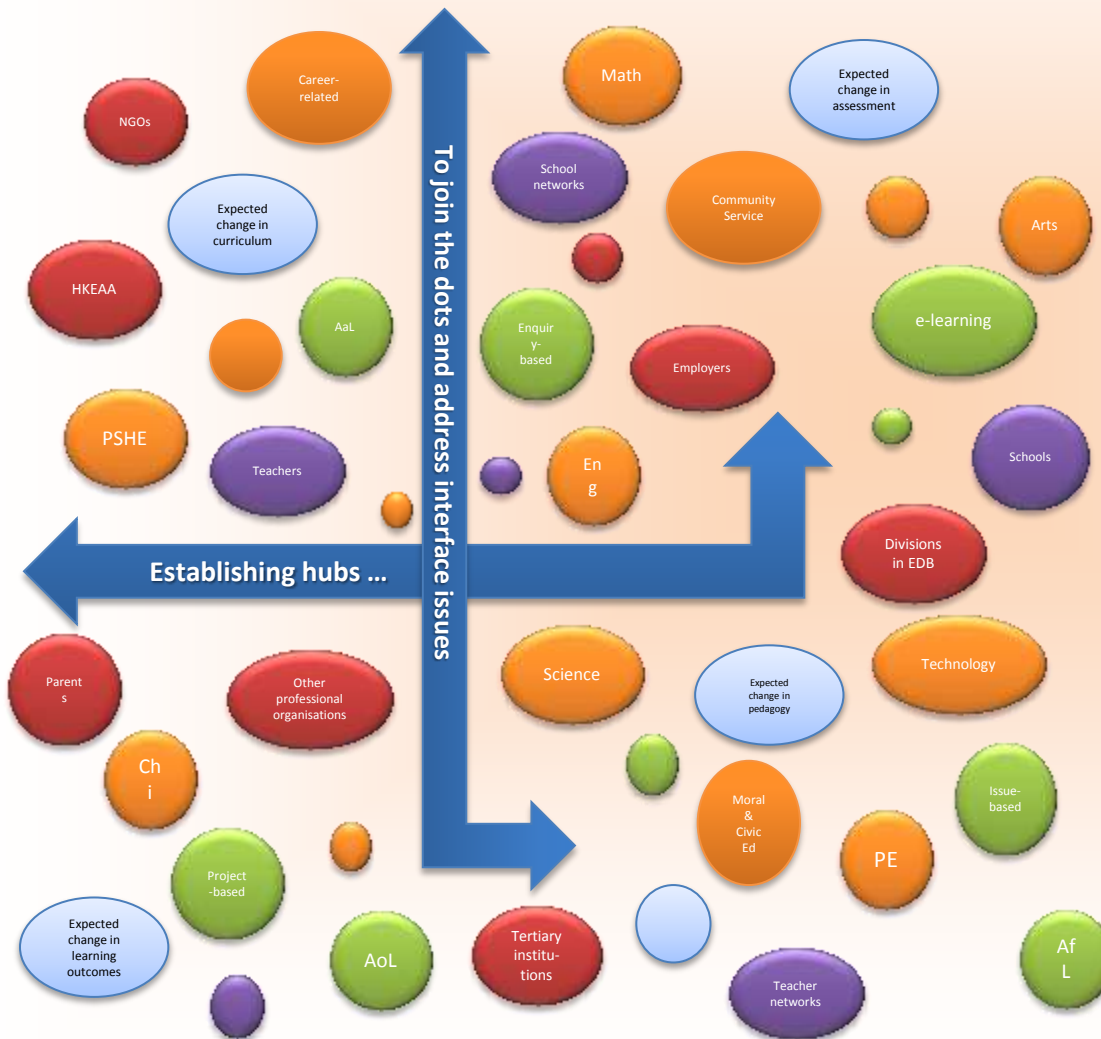 Career-
related
Math
Expected
change in
assessment
NGOs
School
networks
Community
Service
Expected
change in
curriculum
Arts
HKEAA
AaL
Enquir
y-
based
e-learning
Employers
To join the dots and address interface issues
PSHE
Teachers
En
g
Schools
Divisions
in EDB
Establishing hubs ...
Parent
s
Other
professional
organisations
Science
Expected
change in
pedagogy
Technology
Ch
i
Moral
&
Civic
Ed
Issue-
based
PE
Project
-based
Expected
change in
learning
outcomes
AoL
Tertiary
institu-
tions
Teacher
networks
Af
L